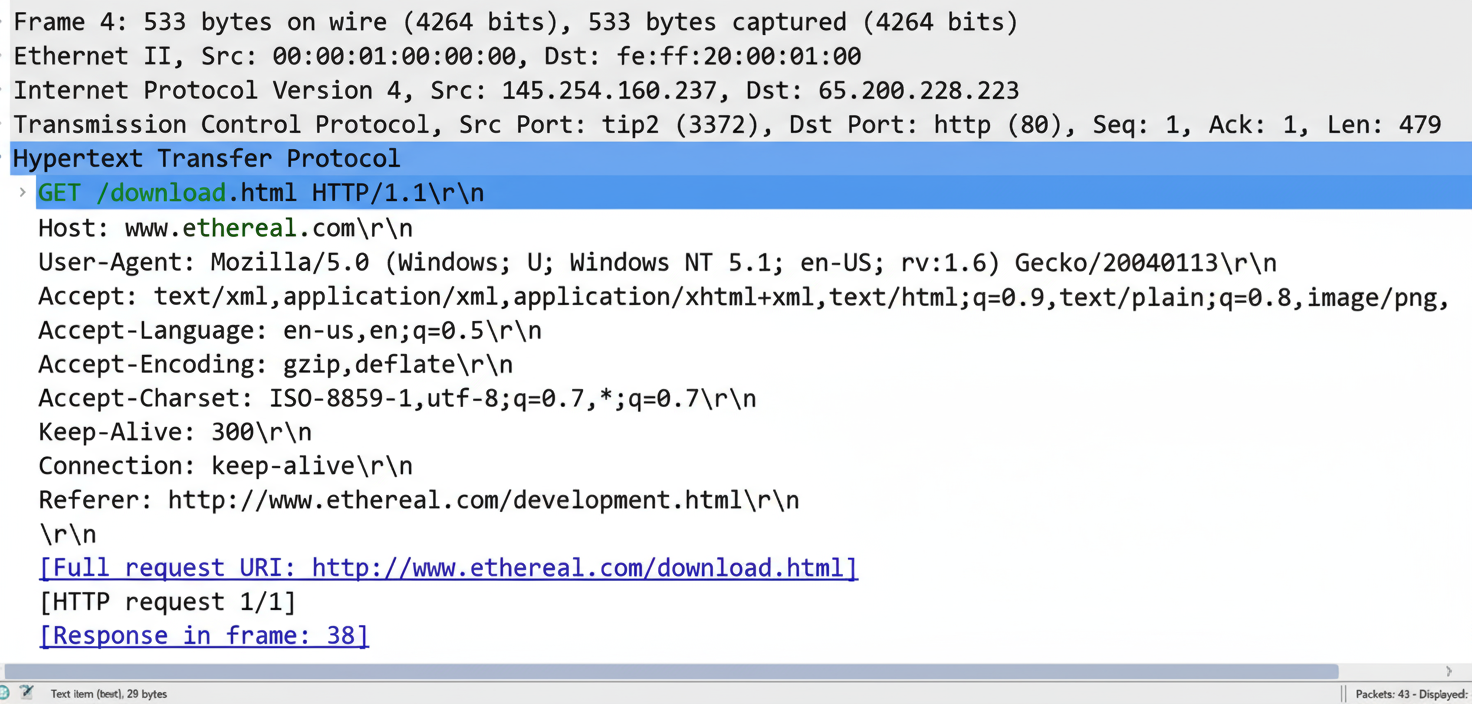 Frame 4: 533 bytes on wire (4264 bits), 533 bytes captured (4264 bits)
Ethernet II, Src: 00:00:01:00:00:00, Dst: fe:ff:20:00:01:00
Internet Protocol Version 4, Src: 145.254.160.237, Dst: 65.200.228.223
Transmission Control Protocol, Src Port: tip2 (3372), Dst Port: http (80), Seq: 1, Ack: 1, Len: 479
Hypertext Transfer Protocol
GET /download.html HTTP/1.1\r\n
Host: www.ethereal.com\r\n
User-Agent: Mozilla/5.0 (Windows; U; Windows NT 5.1; en-US; rv:1.6) Gecko/20040113\r\n
Accept: text/xml,application/xml,application/xhtml+xml,text/html;q=0.9,text/plain;q=0.8,image/png,
Accept-Language: en-us,en;q=0.5\r\n
Accept-Encoding: gzip,deflate\r\n
Accept-Charset: ISO-8859-1,utf-8;q=0.7,*;q=0.7\r\n
Keep-Alive: 300\r\n
Connection: keep-alive\r\n
Referer: http://www.ethereal.com/development.html\r\n
\r\n
[Full request URI: http://www.ethereal.com/download.html]
[HTTP request 1/1]
[Response in frame: 38]
Text item (text), 29 bytes
Packets: 43 - Displayed: